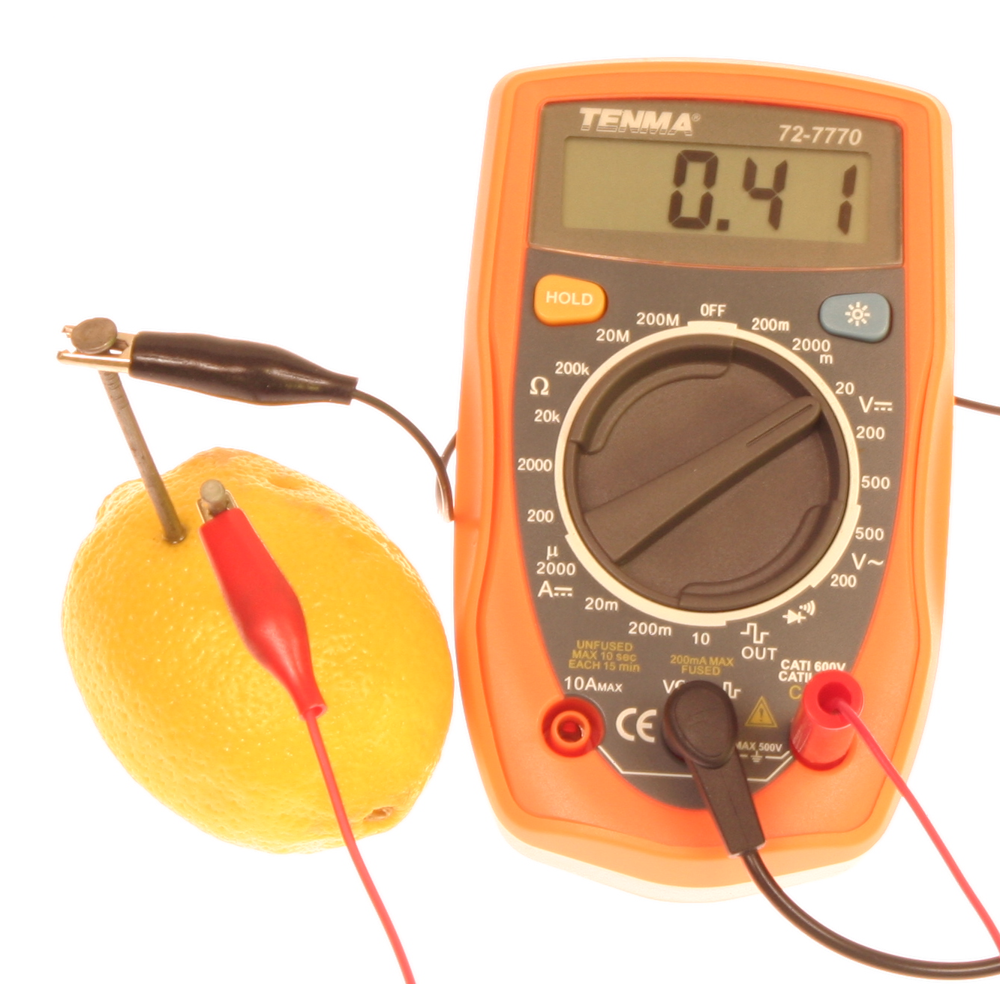 TENMA®
72-7770
0.41
HOLD
OFF
200m
2000
m
20
V
200
500
500
V~
200
OUT
10
200m
20m
A
2000
μ
200
2000
20k
Ω
200k
20M
200M
UNFUSED
MAX 10 sec
EACH 15 min
10AMAX
200mA MAX
FUSED
CATI 600V
CE
MAX 500V